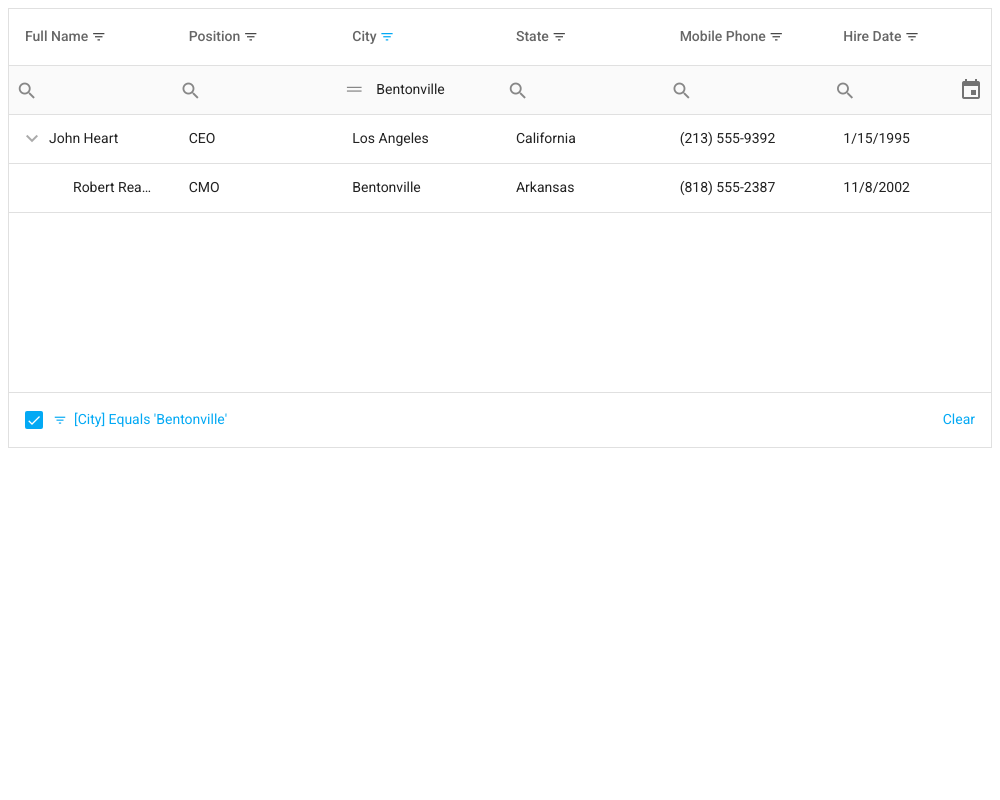 Full Name Position City State Mobile Phone Hire Date
Bentonville
John Heart CEO Los Angeles California (213) 555-9392 1/15/1995
Robert Rea... CMO Bentonville Arkansas (818) 555-2387 11/8/2002
[City] Equals 'Bentonville' Clear